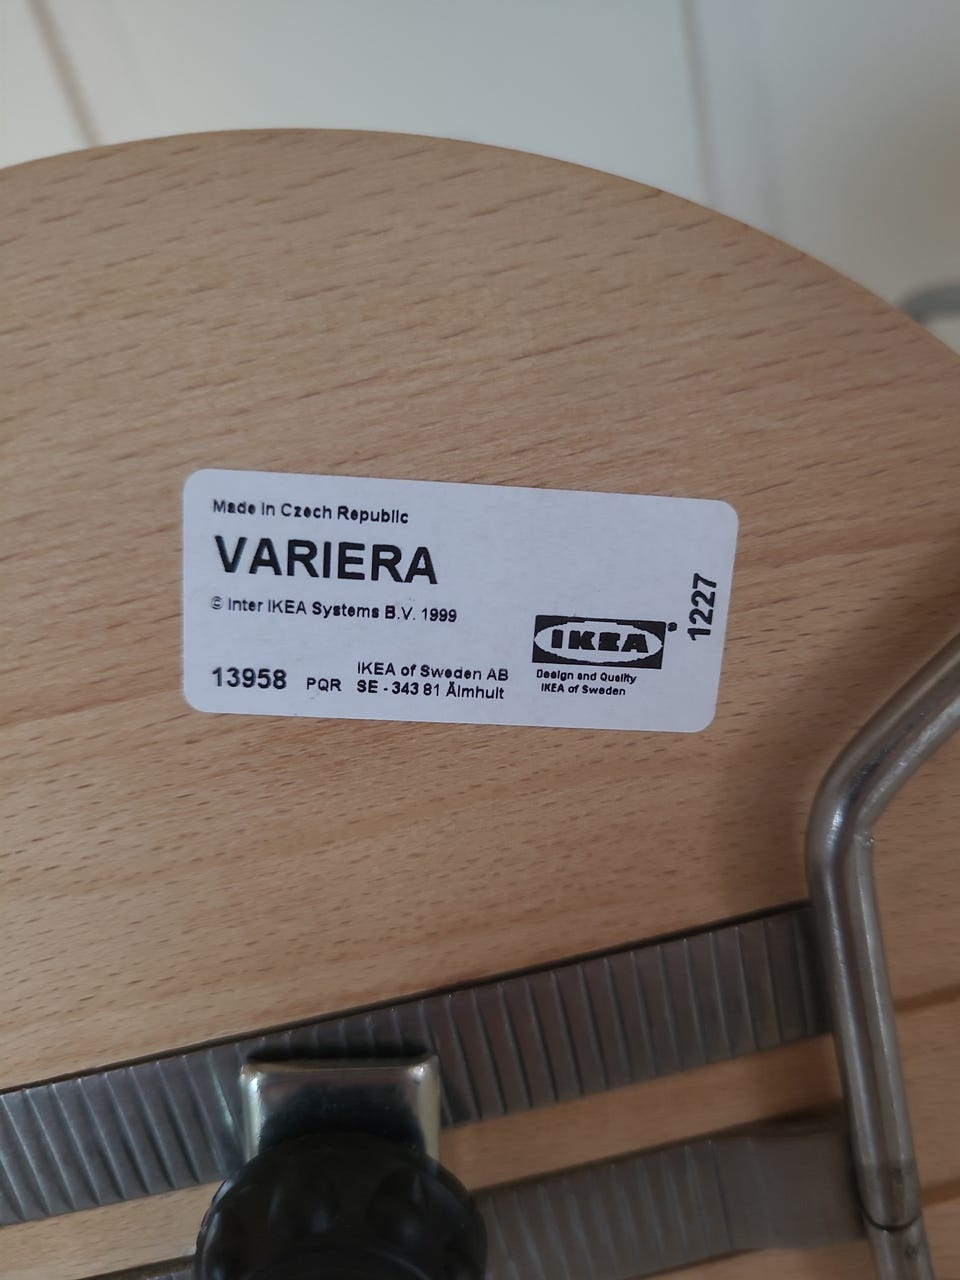 Made in Czech Republic
VARIERA
© Inter IKEA Systems B.V. 1999
13958 PQR
IKEA of Sweden AB
SE - 343 81 Älmhult
IKEA®
Design and Quality
IKEA of Sweden
1227